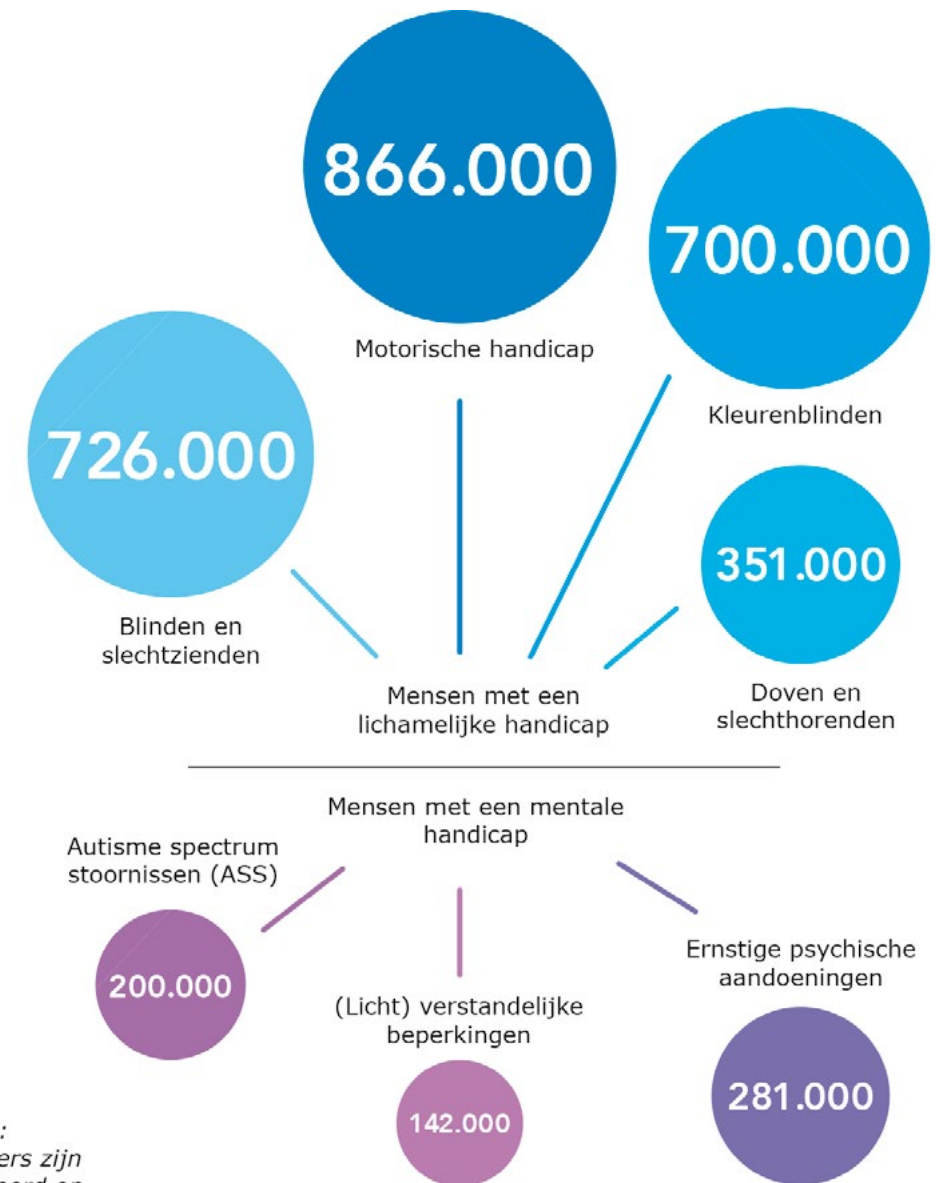 866.000
Motorische handicap
700.000
Kleurenblinden
726.000
Blinden en
slechtzienden
351.000
Doven en
slechthorenden
Mensen met een
lichamelijke handicap
Mensen met een mentale
handicap
Autisme spectrum
stoornissen (ASS)
200.000
(Licht) verstandelijke
beperkingen
142.000
Ernstige psychische
aandoeningen
281.000
:
ers zijn